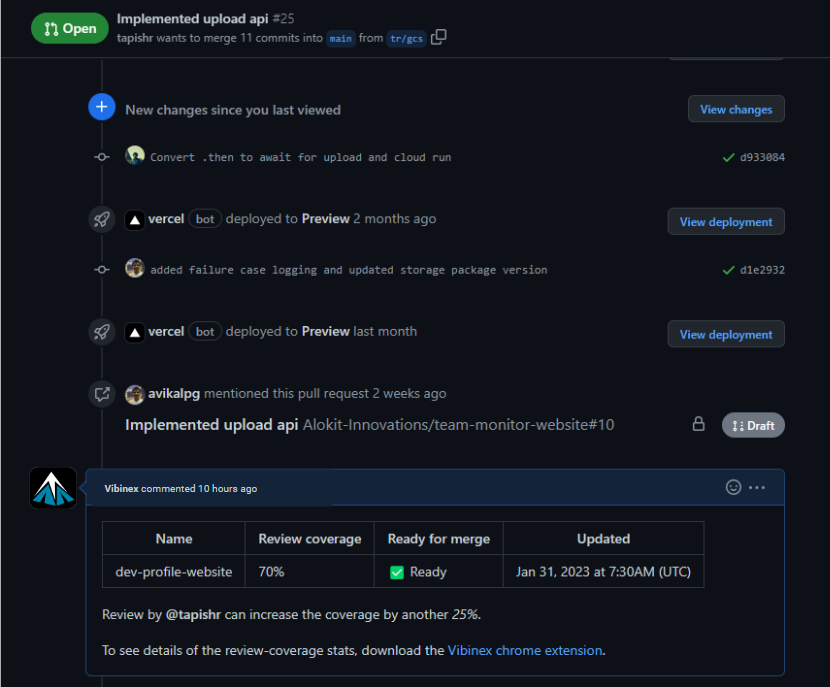 Open
Implemented upload api #25
tapishr wants to merge 11 commits into main from tr/gcs
New changes since you last viewed
View changes
Convert .then to await for upload and cloud run
d933084
vercel bot deployed to Preview 2 months ago
View deployment
added failure case logging and updated storage package version
d1e2932
vercel bot deployed to Preview last month
View deployment
avikalpg mentioned this pull request 2 weeks ago
Implemented upload api Alokit-Innovations/team-monitor-website#10
Draft
Vibinex commented 10 hours ago
Name Review coverage Ready for merge Updated
dev-profile-website 70% ✅ Ready Jan 31, 2023 at 7:30AM (UTC)
Review by @tapishr can increase the coverage by another 25%.
To see details of the review-coverage stats, download the Vibinex chrome extension.